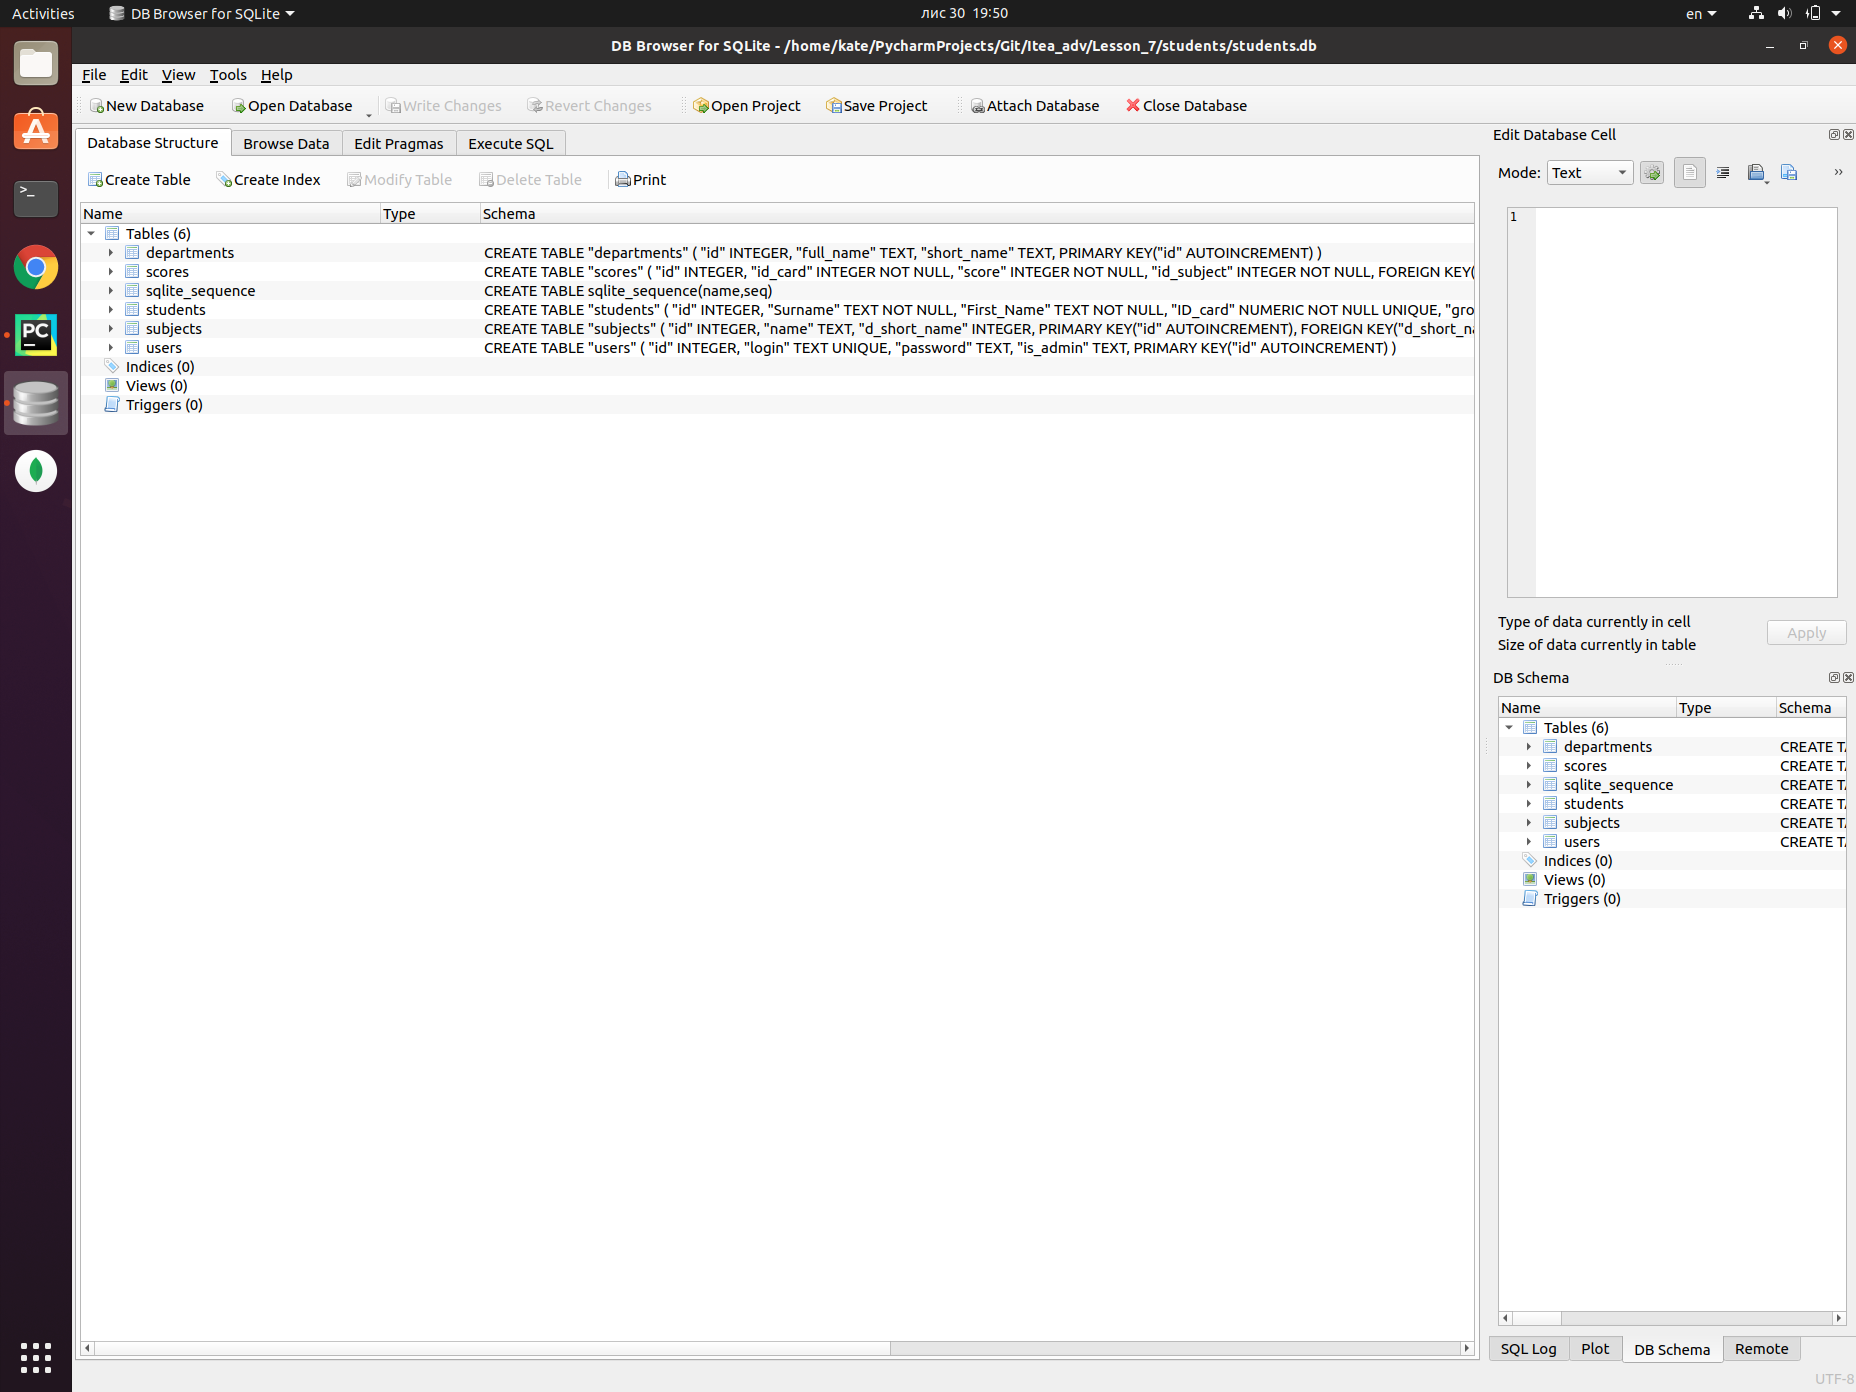 Activities DB Browser for SQLite лис 30 19:50 en
DB Browser for SQLite - /home/kate/PycharmProjects/Git/Itea_adv/Lesson_7/students/students.db
File Edit View Tools Help
New Database Open Database Write Changes Revert Changes Open Project Save Project Attach Database Close Database
Database Structure Browse Data Edit Pragmas Execute SQL
Create Table Create Index Modify Table Delete Table Print
Name Type Schema
Tables (6)
departments CREATE TABLE "departments" ( "id" INTEGER, "full_name" TEXT, "short_name" TEXT, PRIMARY KEY("id" AUTOINCREMENT) )
scores CREATE TABLE "scores" ( "id" INTEGER, "id_card" INTEGER NOT NULL, "score" INTEGER NOT NULL, "id_subject" INTEGER NOT NULL, FOREIGN KEY(
sqlite_sequence CREATE TABLE sqlite_sequence(name,seq)
students CREATE TABLE "students" ( "id" INTEGER, "Surname" TEXT NOT NULL, "First_Name" TEXT NOT NULL, "ID_card" NUMERIC NOT NULL UNIQUE, "gro
subjects CREATE TABLE "subjects" ( "id" INTEGER, "name" TEXT, "d_short_name" INTEGER, PRIMARY KEY("id" AUTOINCREMENT), FOREIGN KEY("d_short_n
users CREATE TABLE "users" ( "id" INTEGER, "login" TEXT UNIQUE, "password" TEXT, "is_admin" TEXT, PRIMARY KEY("id" AUTOINCREMENT) )
Indices (0)
Views (0)
Triggers (0)
Edit Database Cell
Mode: Text
1
Type of data currently in cell
Size of data currently in table
Apply
DB Schema
Name Type Schema
Tables (6)
departments CREATE TA
scores CREATE TA
sqlite_sequence CREATE TA
students CREATE TA
subjects CREATE TA
users CREATE TA
Indices (0)
Views (0)
Triggers (0)
SQL Log Plot DB Schema Remote
UTF-8
PC